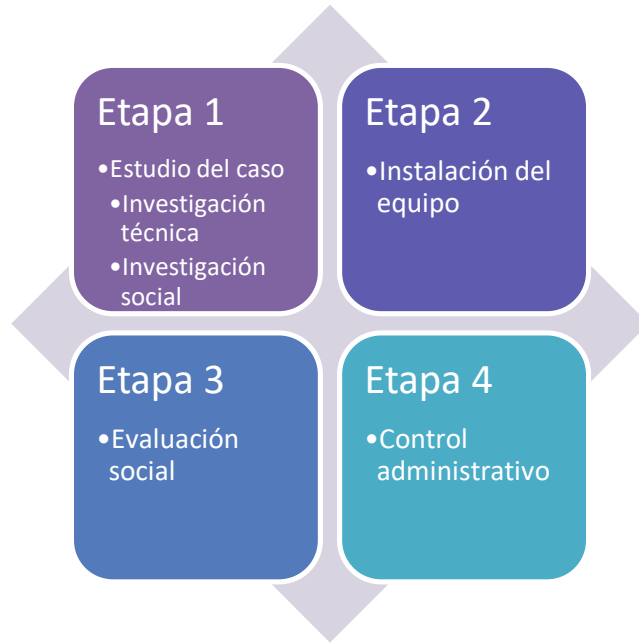 Etapa 1
•Estudio del caso
•Investigación
técnica
•Investigación
social
Etapa 2
•Instalación del
equipo
Etapa 3
•Evaluación
social
Etapa 4
•Control
administrativo